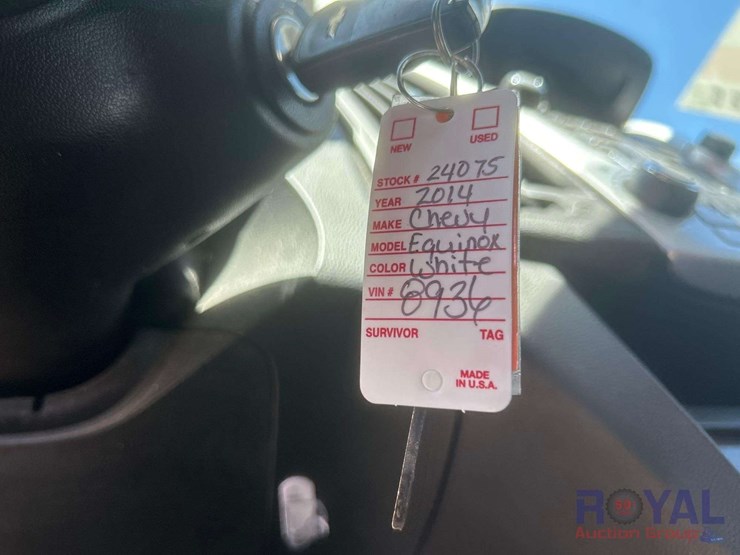 NEW USED
STOCK # 24075
YEAR 2014
MAKE Chevy
MODEL Equinox
COLOR White
VIN # 8936
SURVIVOR TAG
MADE
IN U.S.A.
ROYAL
Auction Group